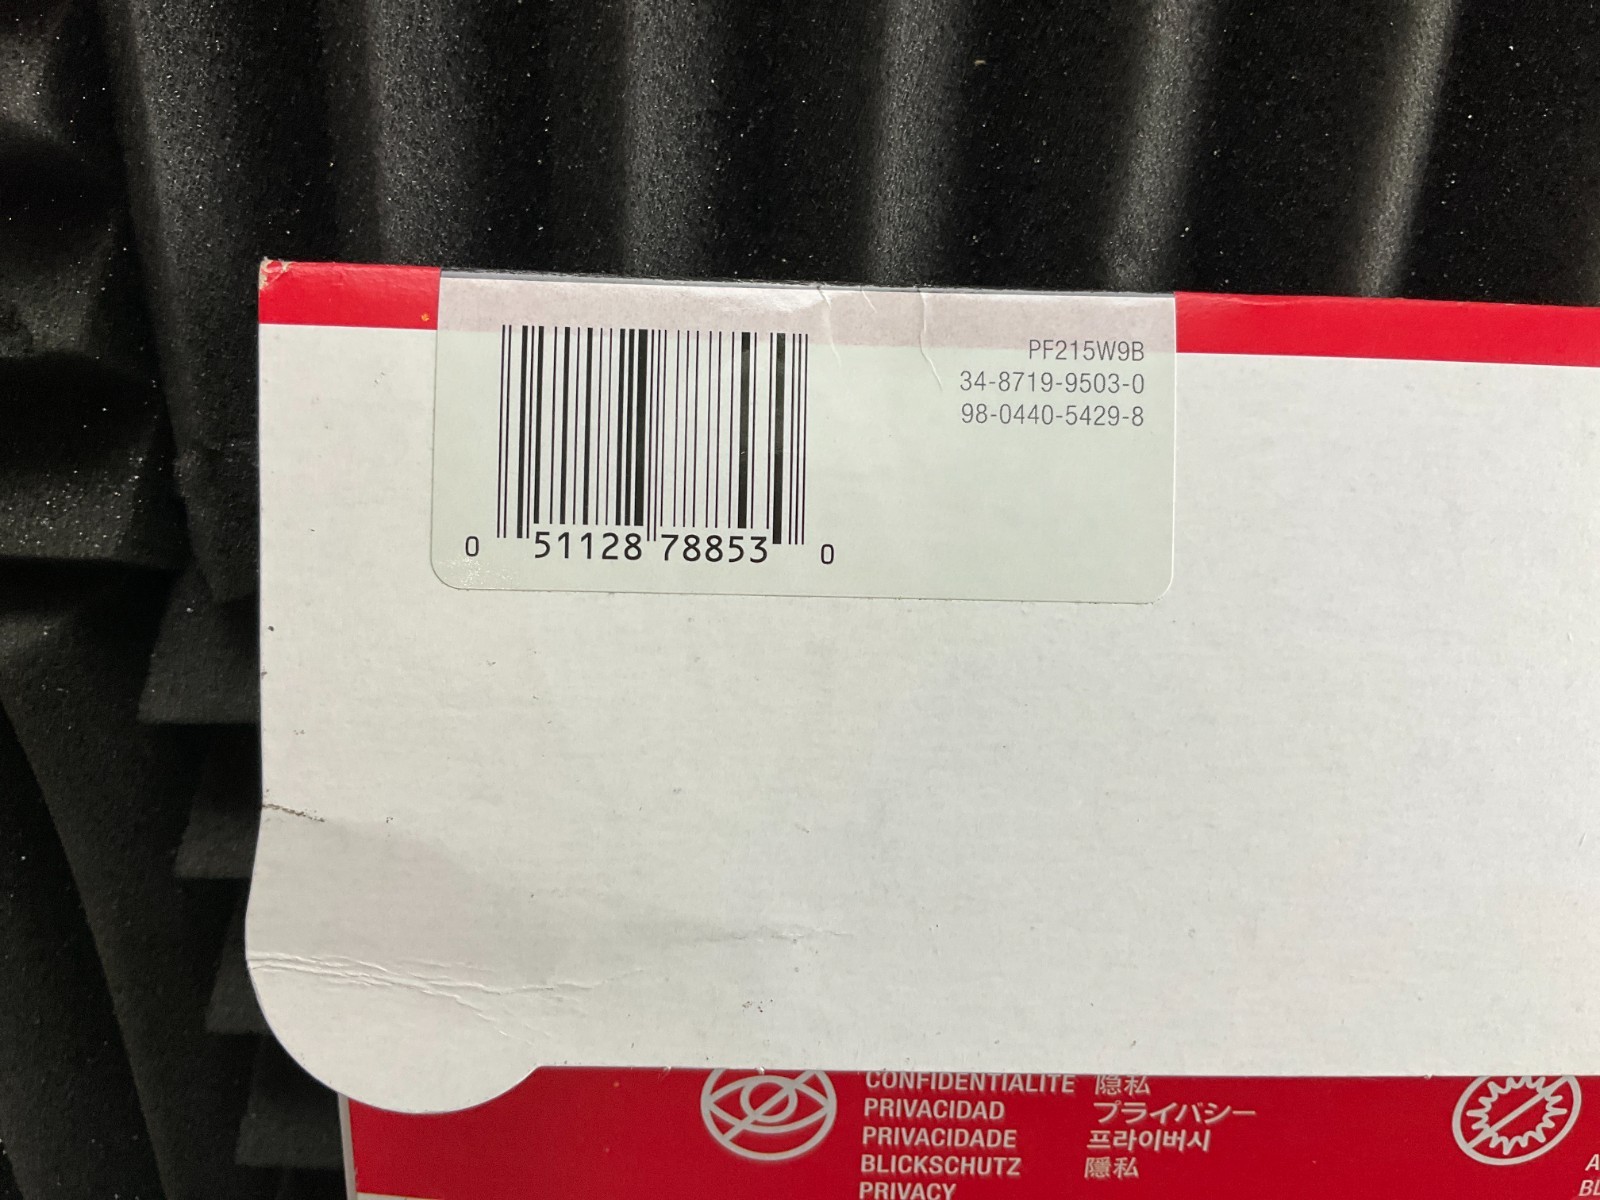 PF215W9B
34-8719-9503-0
98-0440-5429-8
0 51128 78853 0
CONFIDENTIALITÉ 隐私
PRIVACIDAD プライバシー
PRIVACIDADE 프라이버시
BLICKSCHUTZ 隱私
PRIVACY